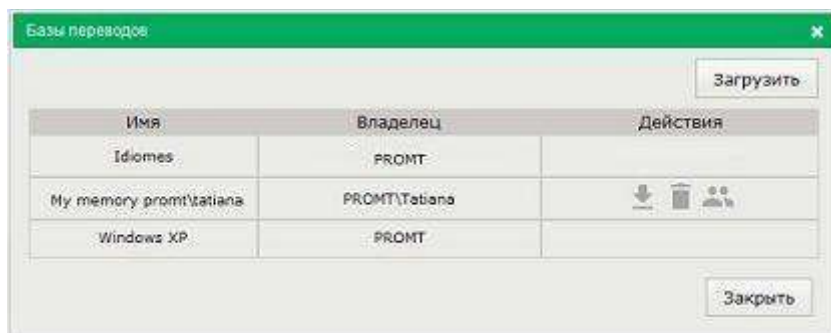 Базы переводов
Загрузить
Имя Владелец Действия
Idiomes PROMT
My memory promt\tatiana PROMT\Tatiana
Windows XP PROMT
Закрыть